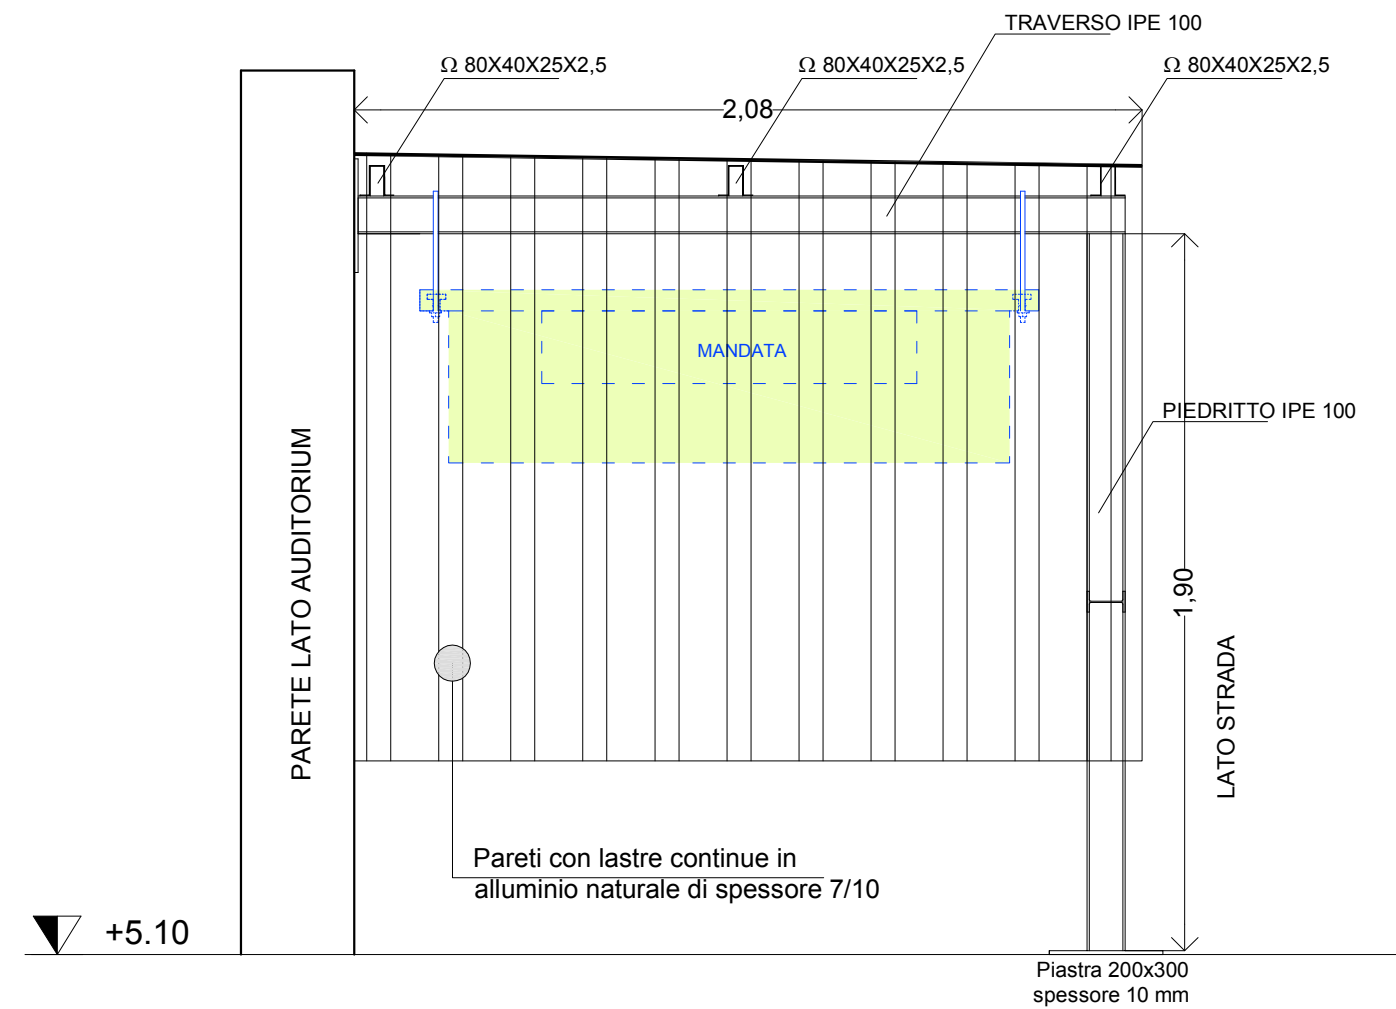 TRAVERSO IPE 100
Ω 80X40X25X2,5
Ω 80X40X25X2,5
Ω 80X40X25X2,5
2,08
MANDATA
PIEDRITTO IPE 100
PARETE LATO AUDITORIUM
1,90
LATO STRADA
Pareti con lastre continue in
alluminio naturale di spessore 7/10
+5.10
Piastra 200x300
spessore 10 mm